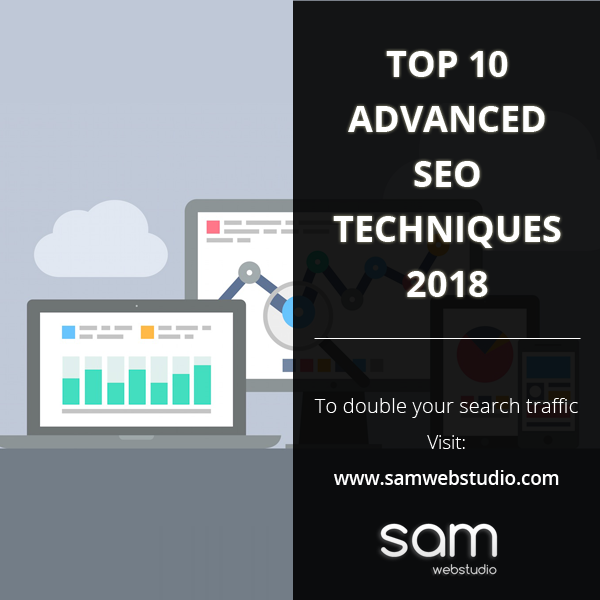 TOP 10
ADVANCED
SEO
TECHNIQUES
2018
To double your search traffic
Visit:
www.samwebstudio.com
sam
webstudio